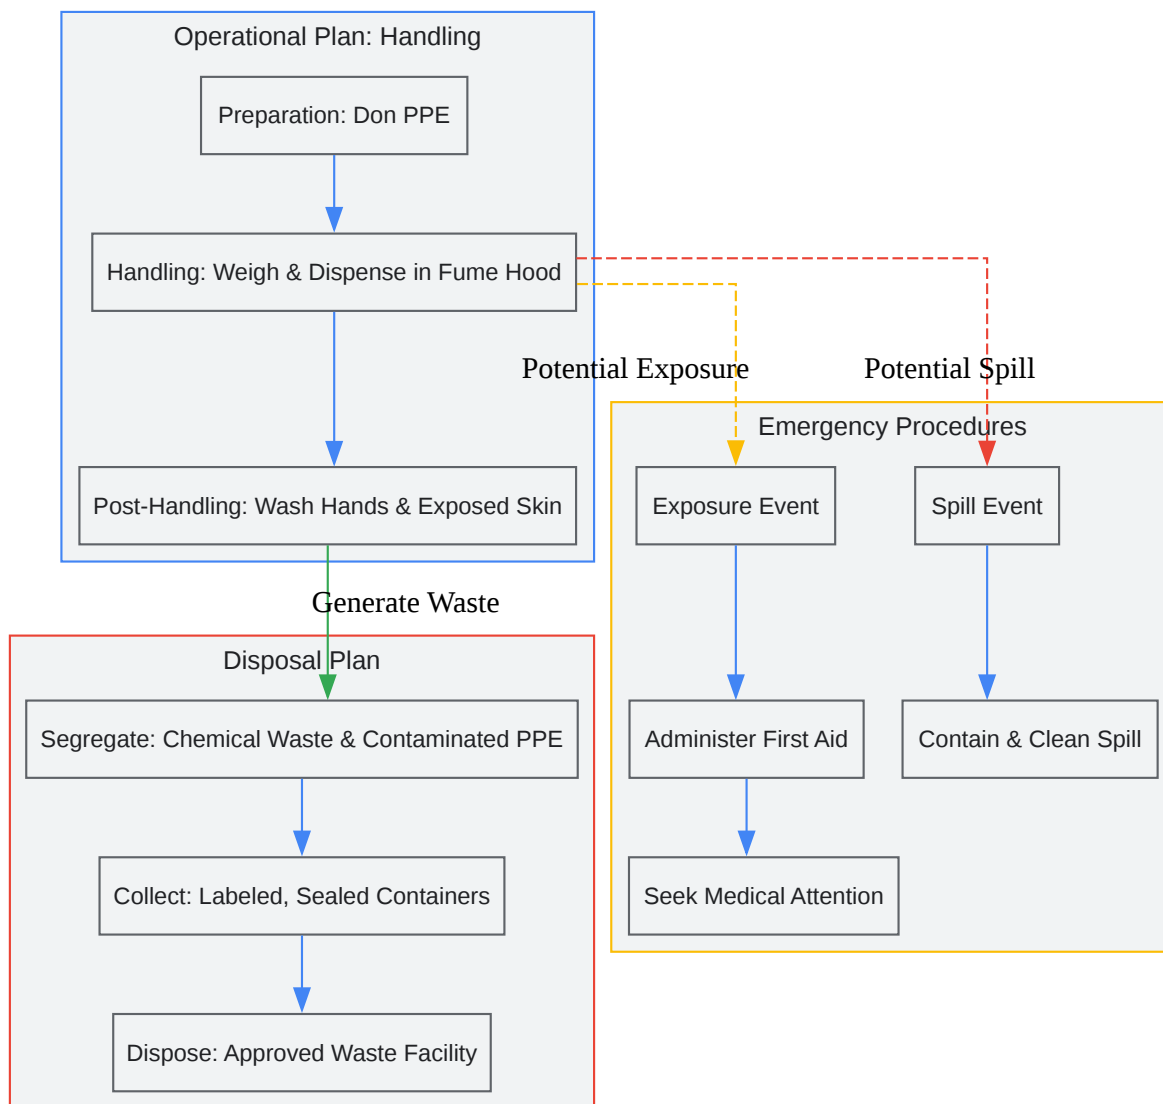 Operational Plan: Handling
Preparation: Don PPE
Handling: Weigh & Dispense in Fume Hood
Potential Exposure
Potential Spill
Emergency Procedures
Post-Handling: Wash Hands & Exposed Skin
Exposure Event
Spill Event
Generate Waste
Disposal Plan
Segregate: Chemical Waste & Contaminated PPE
Administer First Aid
Contain & Clean Spill
Collect: Labeled, Sealed Containers
Seek Medical Attention
Dispose: Approved Waste Facility